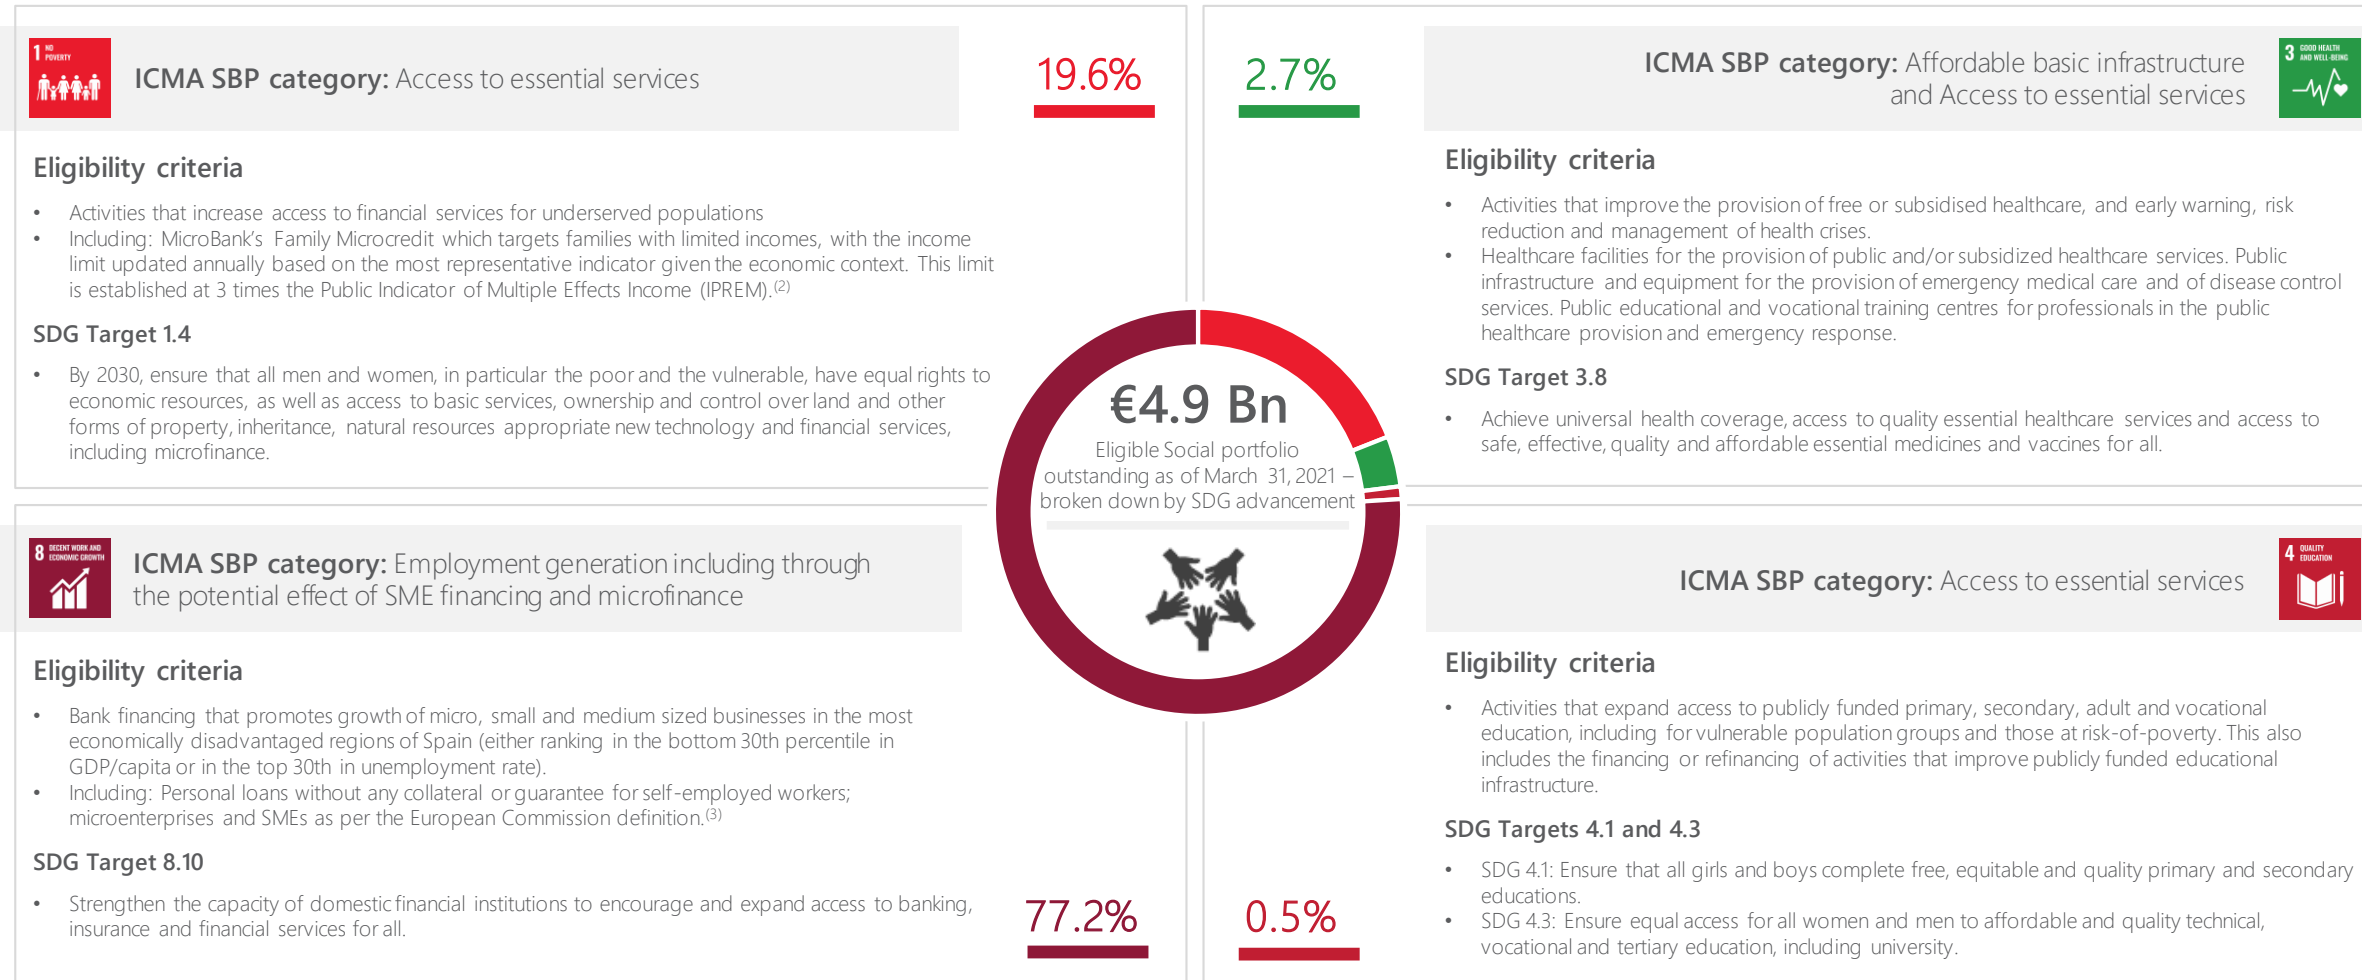 1 NO
POVERTY
ICMA SBP category: Access to essential services
19.6%
Eligibility criteria
• Activities that increase access to financial services for underserved populations
• Including: MicroBank's Family Microcredit which targets families with limited incomes, with the income
limit updated annually based on the most representative indicator given the economic context. This limit
is established at 3 times the Public Indicator of Multiple Effects Income (IPREM).(2)
SDG Target 1.4
• By 2030, ensure that all men and women, in particular the poor and the vulnerable, have equal rights to
economic resources, as well as access to basic services, ownership and control over land and other
forms of property, inheritance, natural resources appropriate new technology and financial services,
including microfinance.
2.7%
ICMA SBP category: Affordable basic infrastructure
and Access to essential services
3 GOOD HEALTH
AND WELL-BEING
Eligibility criteria
• Activities that improve the provision of free or subsidised healthcare, and early warning, risk
reduction and management of health crises.
• Healthcare facilities for the provision of public and/or subsidized healthcare services. Public
infrastructure and equipment for the provision of emergency medical care and of disease control
services. Public educational and vocational training centres for professionals in the public
healthcare provision and emergency response.
SDG Target 3.8
• Achieve universal health coverage, access to quality essential healthcare services and access to
safe, effective, quality and affordable essential medicines and vaccines for all.
€4.9 Bn
Eligible Social portfolio
outstanding as of March 31, 2021 –
broken down by SDG advancement
8 DECENT WORK AND
ECONOMIC GROWTH
ICMA SBP category: Employment generation including through
the potential effect of SME financing and microfinance
Eligibility criteria
• Bank financing that promotes growth of micro, small and medium sized businesses in the most
economically disadvantaged regions of Spain (either ranking in the bottom 30th percentile in
GDP/capita or in the top 30th in unemployment rate).
• Including: Personal loans without any collateral or guarantee for self-employed workers;
microenterprises and SMEs as per the European Commission definition.(3)
SDG Target 8.10
• Strengthen the capacity of domestic financial institutions to encourage and expand access to banking,
insurance and financial services for all.
77.2%
ICMA SBP category: Access to essential services
4 QUALITY
EDUCATION
Eligibility criteria
• Activities that expand access to publicly funded primary, secondary, adult and vocational
education, including for vulnerable population groups and those at risk-of-poverty. This also
includes the financing or refinancing of activities that improve publicly funded educational
infrastructure.
SDG Targets 4.1 and 4.3
• SDG 4.1: Ensure that all girls and boys complete free, equitable and quality primary and secondary
educations.
• SDG 4.3: Ensure equal access for all women and men to affordable and quality technical,
vocational and tertiary education, including university.
0.5%